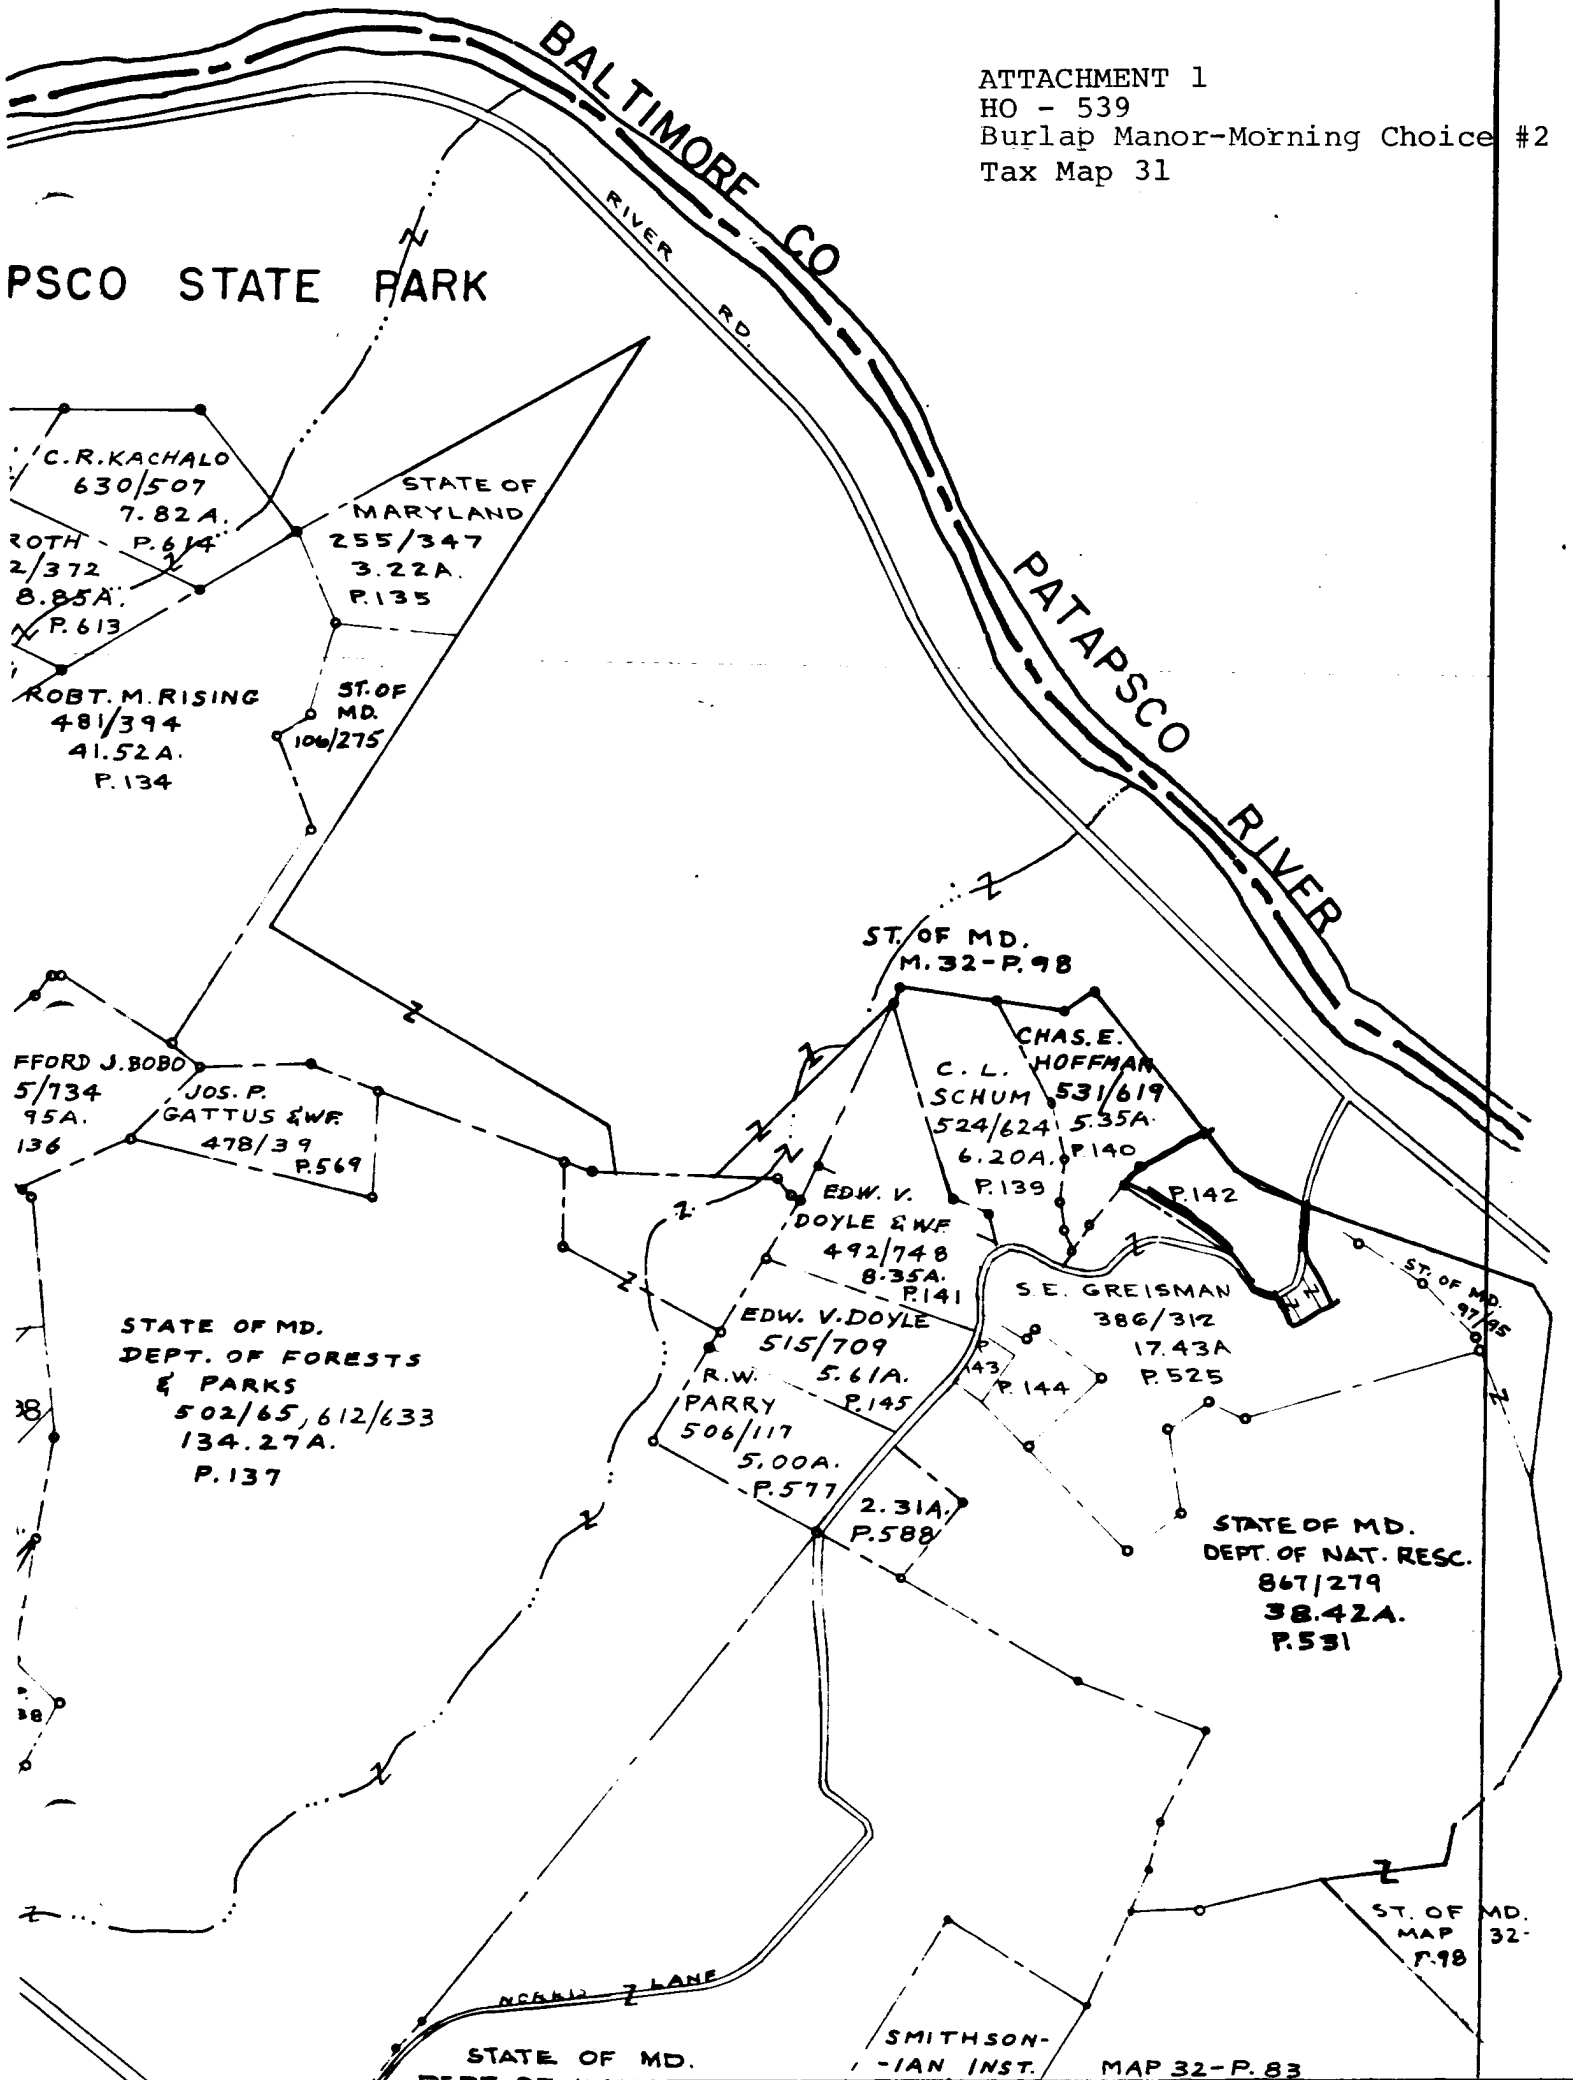 ATTACHMENT 1
HO - 539
Burlap Manor-Morning Choice #2
Tax Map 31
BALTIMORE CO
RIVER RD.
PSCO STATE PARK
PATAPSCO RIVER
C.R. KACHALO
630/507
7.82A.
P.614
STATE OF
MARYLAND
255/347
3.22A.
P.135
ROTH
2/372
8.85A.
P.613
ROBT. M. RISING
481/394
41.52A.
P.134
ST. OF
MD.
106/275
ST. OF MD.
M. 32-P.98
FFORD J. BOBO
5/734
95A.
136
JOS. P.
GATTUS & WF.
478/39
P.569
CHAS. E.
HOFFMAN
531/619
5.35A.
P.140
C. L.
SCHUM
524/624
6.20A.
P.139
P.142
EDW. V.
DOYLE & WF
492/748
8.35A.
P.141
S.E. GREISMAN
386/312
17.43A
P.525
ST. OF MD.
97/95
EDW. V. DOYLE
515/709
5.61A.
P.145
P
143
P.144
STATE OF MD.
DEPT. OF FORESTS
& PARKS
502/65, 612/633
134.27A.
P.137
R.W.
PARRY
506/117
5.00A.
P.577
2.31A.
P.588
STATE OF MD.
DEPT. OF NAT. RESC.
867/279
38.42A.
P.531
38
38
ST. OF MD.
MAP 32-
P.98
LANE
STATE OF MD.
SMITHSON-
-IAN INST.
MAP 32-P. 83